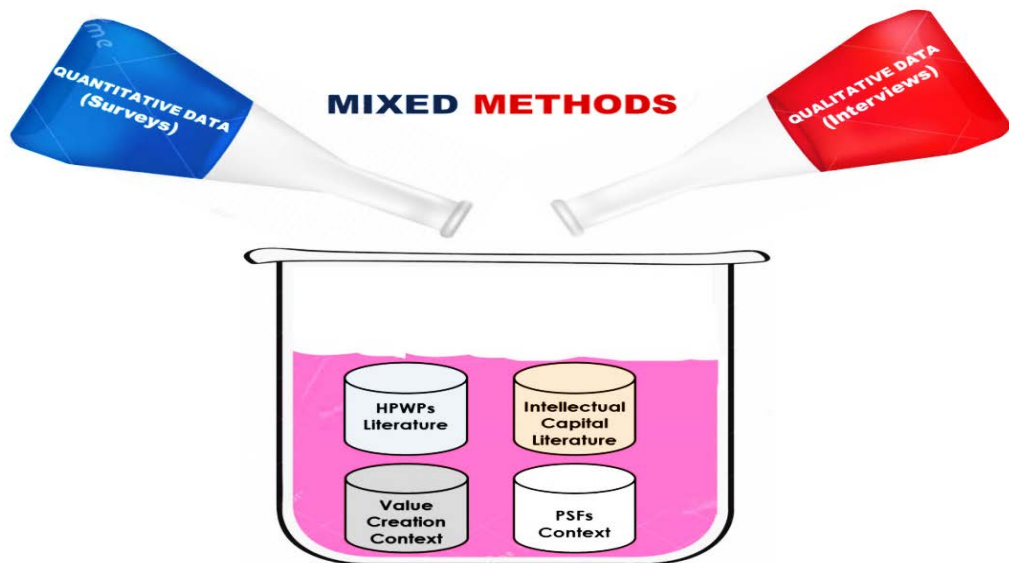 QUANTITATIVE DATA
(Surveys)
MIXED METHODS
QUALITATIVE DATA
(Interviews)
HPWPs
Literature
Intellectual
Capital
Literature
Value
Creation
Context
PSFs
Context